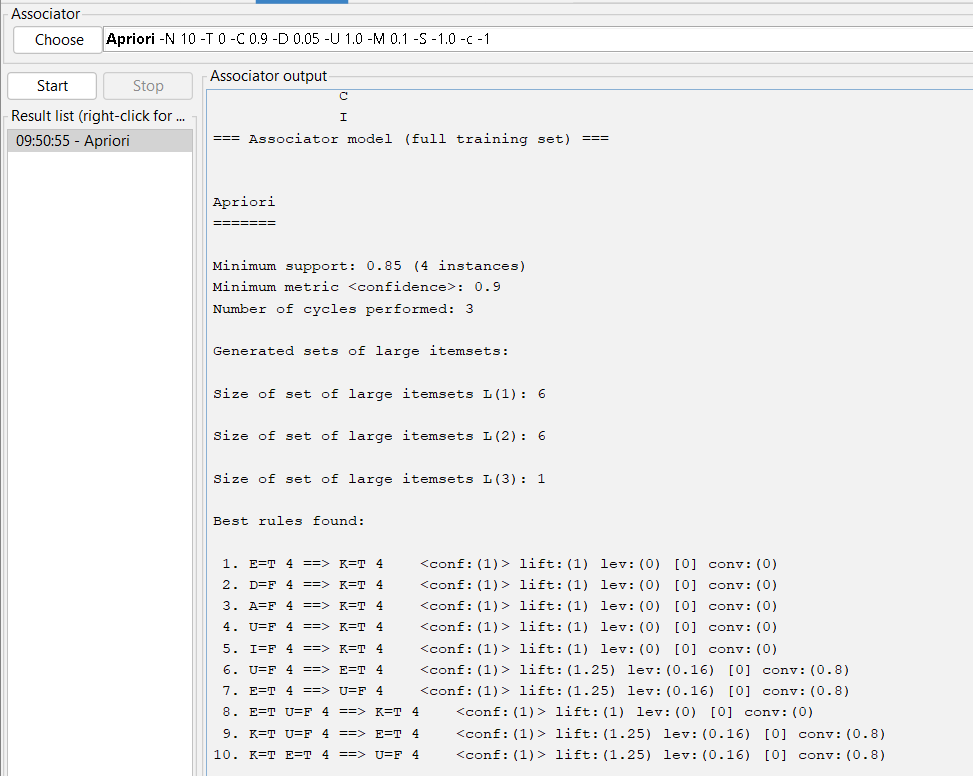 Associator
Choose Apriori -N 10 -T 0 -C 0.9 -D 0.05 -U 1.0 -M 0.1 -S -1.0 -c -1
Start Stop
Result list (right-click for ...
09:50:55 - Apriori
Associator output
C
I
=== Associator model (full training set) ===
Apriori
=======
Minimum support: 0.85 (4 instances)
Minimum metric <confidence>: 0.9
Number of cycles performed: 3
Generated sets of large itemsets:
Size of set of large itemsets L(1): 6
Size of set of large itemsets L(2): 6
Size of set of large itemsets L(3): 1
Best rules found:
1. E=T 4 ==> K=T 4    <conf:(1)> lift:(1) lev:(0) [0] conv:(0)
2. D=F 4 ==> K=T 4    <conf:(1)> lift:(1) lev:(0) [0] conv:(0)
3. A=F 4 ==> K=T 4    <conf:(1)> lift:(1) lev:(0) [0] conv:(0)
4. U=F 4 ==> K=T 4    <conf:(1)> lift:(1) lev:(0) [0] conv:(0)
5. I=F 4 ==> K=T 4    <conf:(1)> lift:(1) lev:(0) [0] conv:(0)
6. U=F 4 ==> E=T 4    <conf:(1)> lift:(1.25) lev:(0.16) [0] conv:(0.8)
7. E=T 4 ==> U=F 4    <conf:(1)> lift:(1.25) lev:(0.16) [0] conv:(0.8)
8. E=T U=F 4 ==> K=T 4    <conf:(1)> lift:(1) lev:(0) [0] conv:(0)
9. K=T U=F 4 ==> E=T 4    <conf:(1)> lift:(1.25) lev:(0.16) [0] conv:(0.8)
10. K=T E=T 4 ==> U=F 4    <conf:(1)> lift:(1.25) lev:(0.16) [0] conv:(0.8)